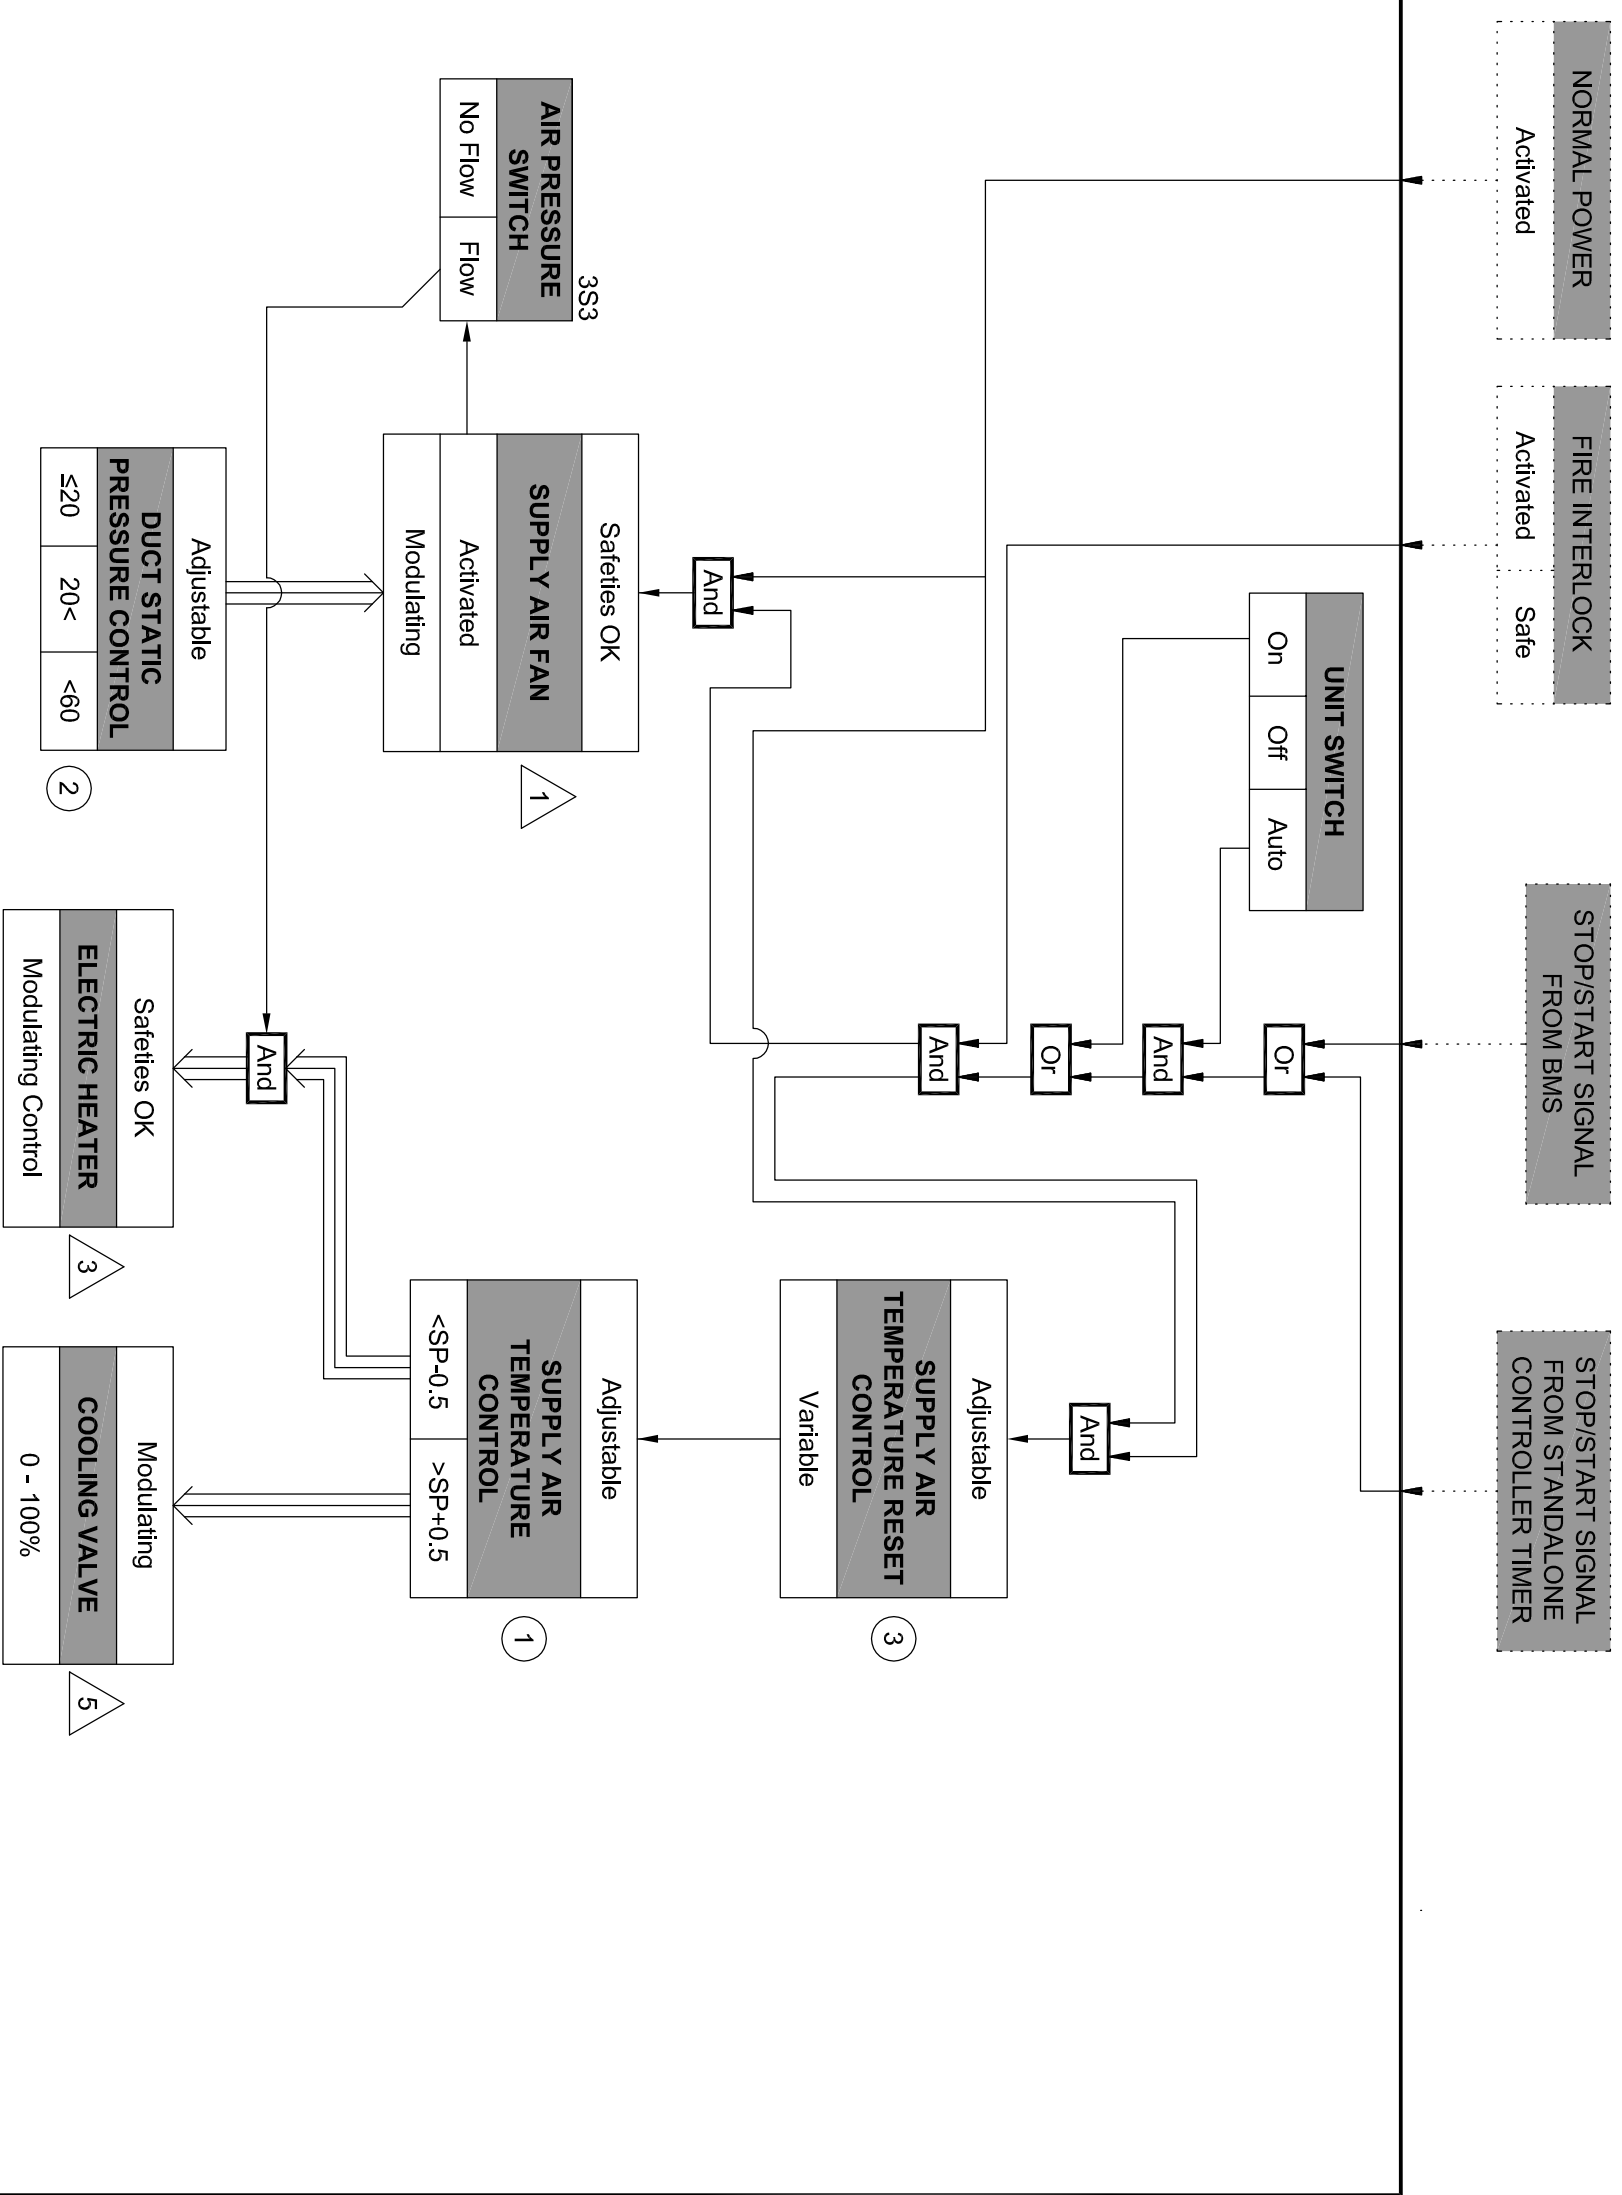 NORMAL POWER
Activated
FIRE INTERLOCK
Activated
Safe
STOP/START SIGNAL
FROM BMS
STOP/START SIGNAL
FROM STANDALONE
CONTROLLER TIMER
UNIT SWITCH
On
Off
Auto
Or
And
Or
And
And
And
Safeties OK
SUPPLY AIR FAN
Activated
Modulating
1
3S3
AIR PRESSURE
SWITCH
No Flow
Flow
Adjustable
SUPPLY AIR
TEMPERATURE RESET
CONTROL
Variable
3
Adjustable
SUPPLY AIR
TEMPERATURE
CONTROL
<SP-0.5
>SP+0.5
1
And
Adjustable
DUCT STATIC
PRESSURE CONTROL
≤20
20<
<60
2
Safeties OK
ELECTRIC HEATER
Modulating Control
3
Modulating
COOLING VALVE
0 - 100%
5